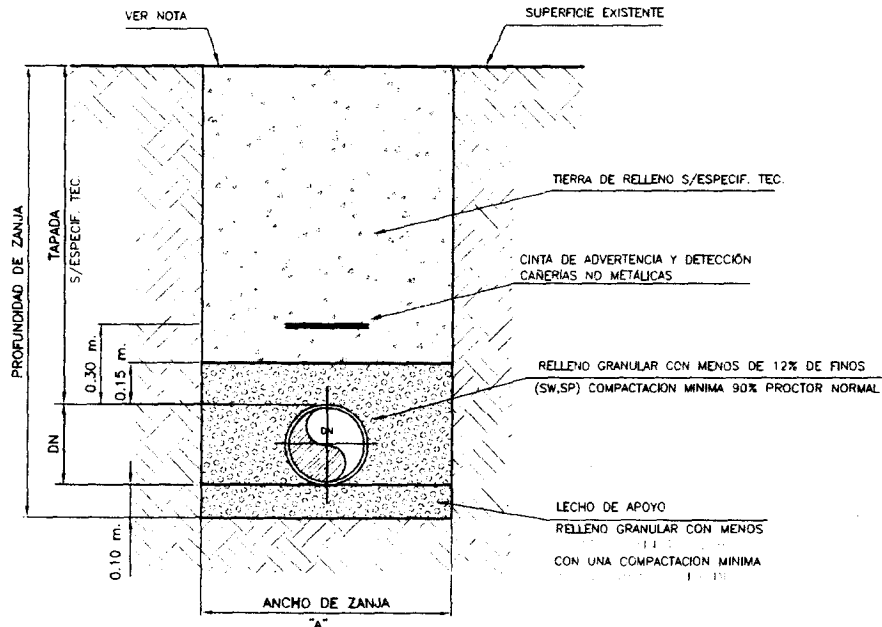 VER NOTA
SUPERFICIE EXISTENTE
PROFUNDIDAD DE ZANJA
TAPADA
S/ESPECIF. TEC.
TIERRA DE RELLENO S/ESPECIF. TEC.
CINTA DE ADVERTENCIA Y DETECCIÓN
CAÑERÍAS NO METÁLICAS
0.30 m.
0.15 m.
RELLENO GRANULAR CON MENOS DE 12% DE FINOS
(SW,SP) COMPACTACION MINIMA 90% PROCTOR NORMAL
DN
DN
LECHO DE APOYO
RELLENO GRANULAR CON MENOS
CON UNA COMPACTACION MINIMA
0.10 m.
ANCHO DE ZANJA
"A"